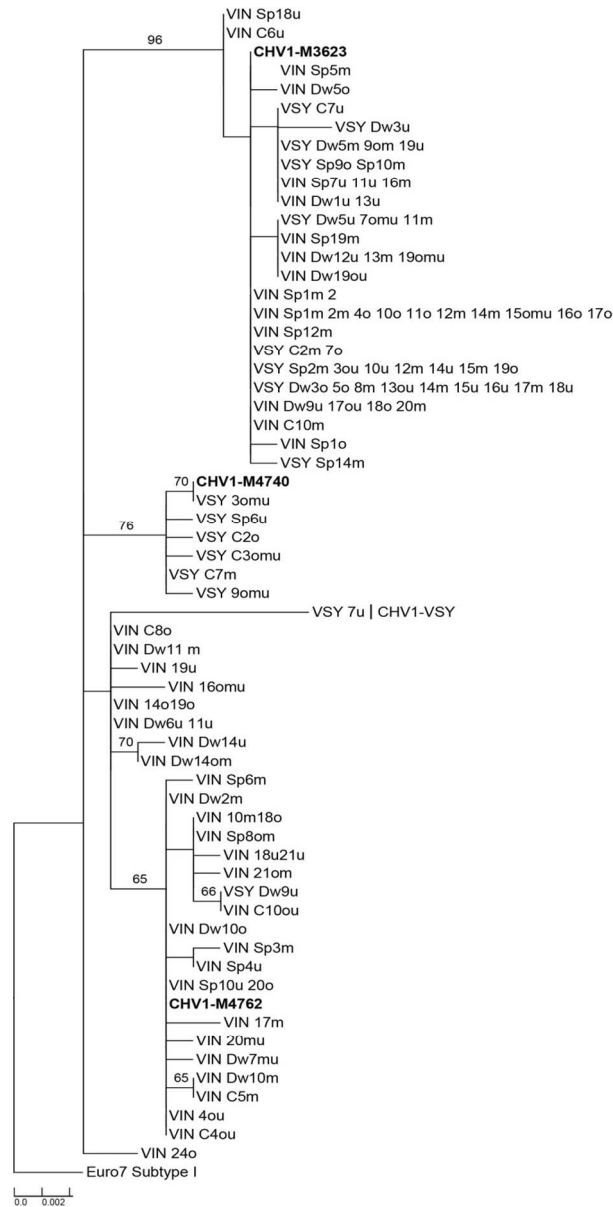 VIN Sp18u
VIN C6u
96
CHV1-M3623
VIN Sp5m
VIN Dw5o
VSY C7u
VSY Dw3u
VSY Dw5m 9om 19u
VSY Sp9o Sp10m
VIN Sp7u 11u 16m
VIN Dw1u 13u
VSY Dw5u 7omu 11m
VIN Sp19m
VIN Dw12u 13m 19omu
VIN Dw19ou
VIN Sp1m 2
VIN Sp1m 2m 4o 10o 11o 12m 14m 15omu 16o 17o
VIN Sp12m
VSY C2m 7o
VSY Sp2m 3ou 10u 12m 14u 15m 19o
VSY Dw3o 5o 8m 13ou 14m 15u 16u 17m 18u
VIN Dw9u 17ou 18o 20m
VIN C10m
VIN Sp1o
VSY Sp14m
70 CHV1-M4740
VSY 3omu
VSY Sp6u
76
VSY C2o
VSY C3omu
VSY C7m
VSY 9omu
VSY 7u | CHV1-VSY
VIN C8o
VIN Dw11 m
VIN 19u
VIN 16omu
VIN 14o19o
VIN Dw6u 11u
70 VIN Dw14u
VIN Dw14om
VIN Sp6m
VIN Dw2m
VIN 10m18o
VIN Sp8om
VIN 18u21u
VIN 21om
65
66 VSY Dw9u
VIN C10ou
VIN Dw10o
VIN Sp3m
VIN Sp4u
VIN Sp10u 20o
CHV1-M4762
VIN 17m
VIN 20mu
VIN Dw7mu
65 VIN Dw10m
VIN C5m
VIN 4ou
VIN C4ou
VIN 24o
Euro7 Subtype I
0.0 0.002